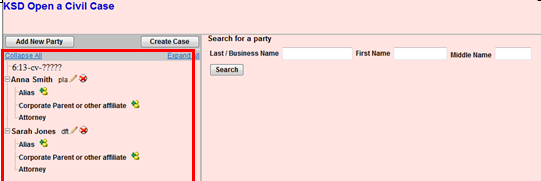 KSD Open a Civil Case
Add New Party
Create Case
Collapse All
Expand All
6:13-cv-?????
Anna Smith pla
Alias
Corporate Parent or other affiliate
Attorney
Sarah Jones dft
Alias
Corporate Parent or other affiliate
Attorney
Search for a party
Last / Business Name
First Name
Middle Name
Search